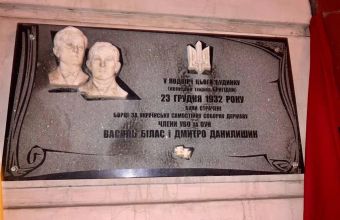 У ПОДВІР'Ї ЦЬОГО БУДИНКУ
23 ГРУДНЯ 1932 РОКУ
БУЛИ СТРАЧЕНІ
БОРЦІ ЗА УКРАЇНСЬКУ САМОСТІЙНУ СОБОРНУ ДЕРЖАВУ
ЧЛЕНИ УВО ТА ОУН
ВАСИЛЬ БІЛАС І ДМИТРО ДАНИЛИШИН